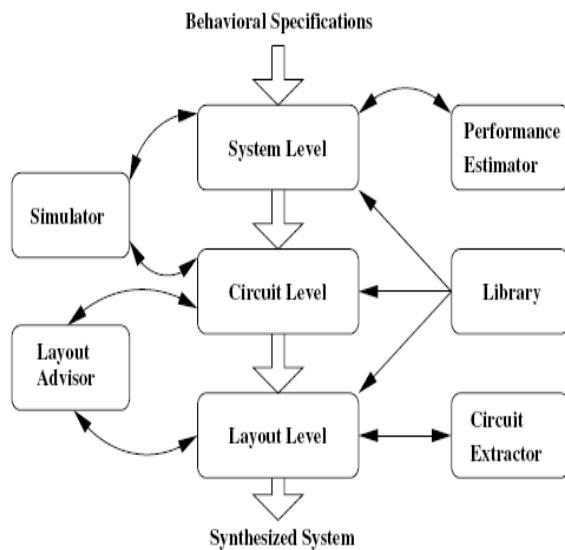 Behavioral Specifications
System Level
Performance
Estimator
Simulator
Circuit Level
Library
Layout
Advisor
Layout Level
Circuit
Extractor
Synthesized System